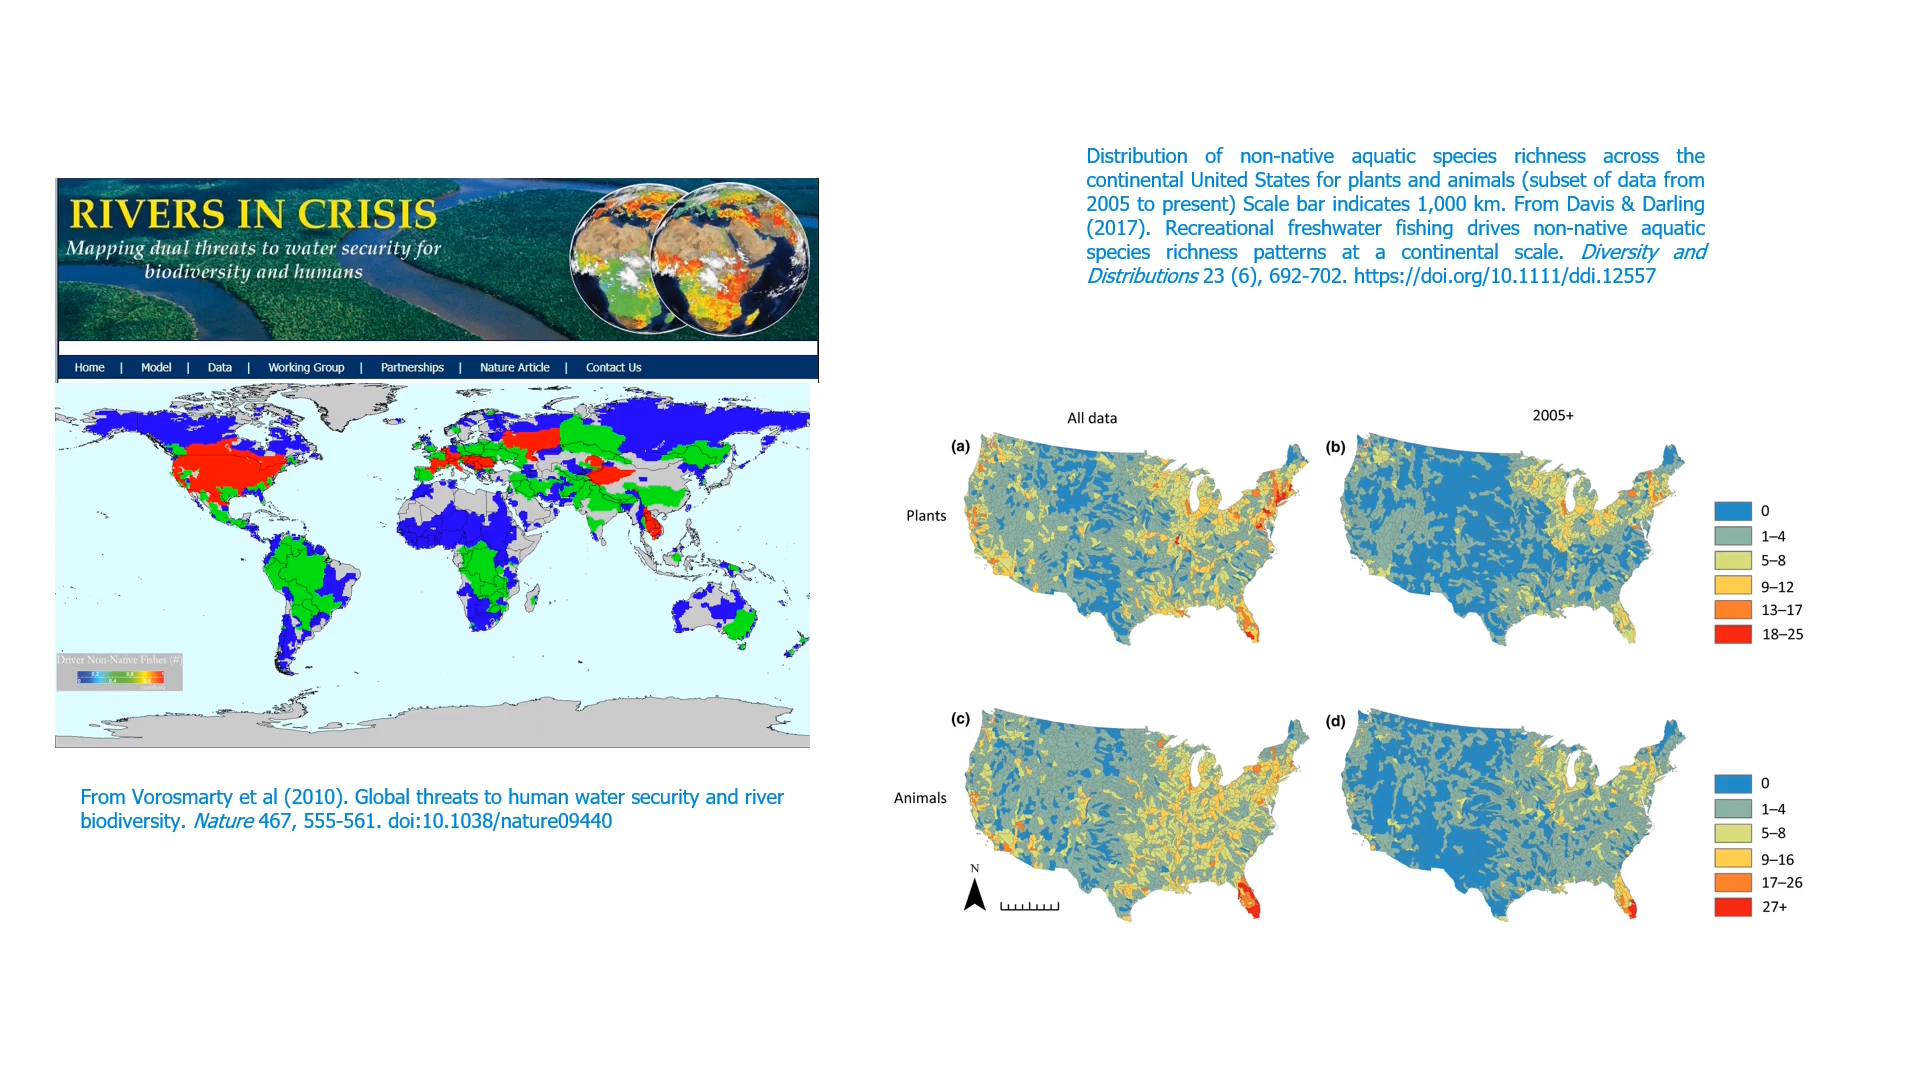 RIVERS IN CRISIS
Mapping dual threats to water security for
biodiversity and humans
Home | Model | Data | Working Group | Partnerships | Nature Article | Contact Us
Driver Non-Native Fishes (#)
From Vorosmarty et al (2010). Global threats to human water security and river
biodiversity. Nature 467, 555-561. doi:10.1038/nature09440
Distribution of non-native aquatic species richness across the
continental United States for plants and animals (subset of data from
2005 to present) Scale bar indicates 1,000 km. From Davis & Darling
(2017). Recreational freshwater fishing drives non-native aquatic
species richness patterns at a continental scale. Diversity and
Distributions 23 (6), 692-702. https://doi.org/10.1111/ddi.12557
All data
2005+
(a)
(b)
Plants
0
1–4
5–8
9–12
13–17
18–25
(c)
(d)
Animals
N
0
1–4
5–8
9–16
17–26
27+